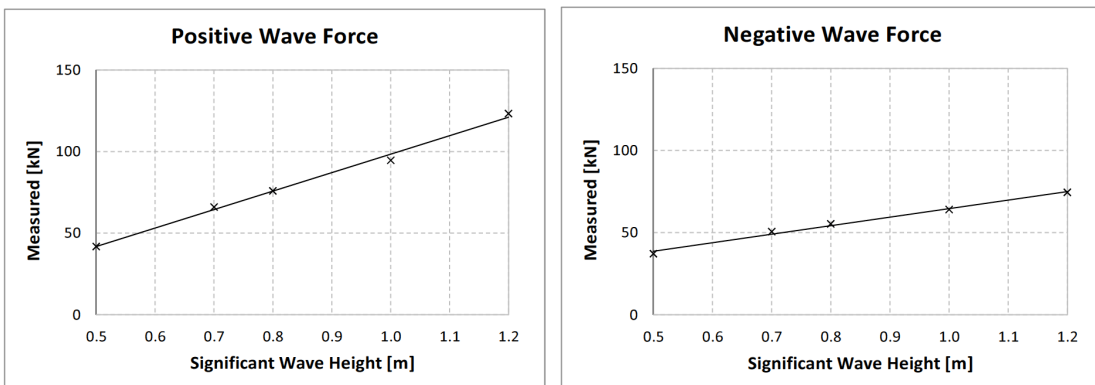 Positive Wave Force
150
100
50
0
Measured [kN]
0.5 0.6 0.7 0.8 0.9 1.0 1.1 1.2
Significant Wave Height [m]
Negative Wave Force
150
100
50
0
Measured [kN]
0.5 0.6 0.7 0.8 0.9 1.0 1.1 1.2
Significant Wave Height [m]